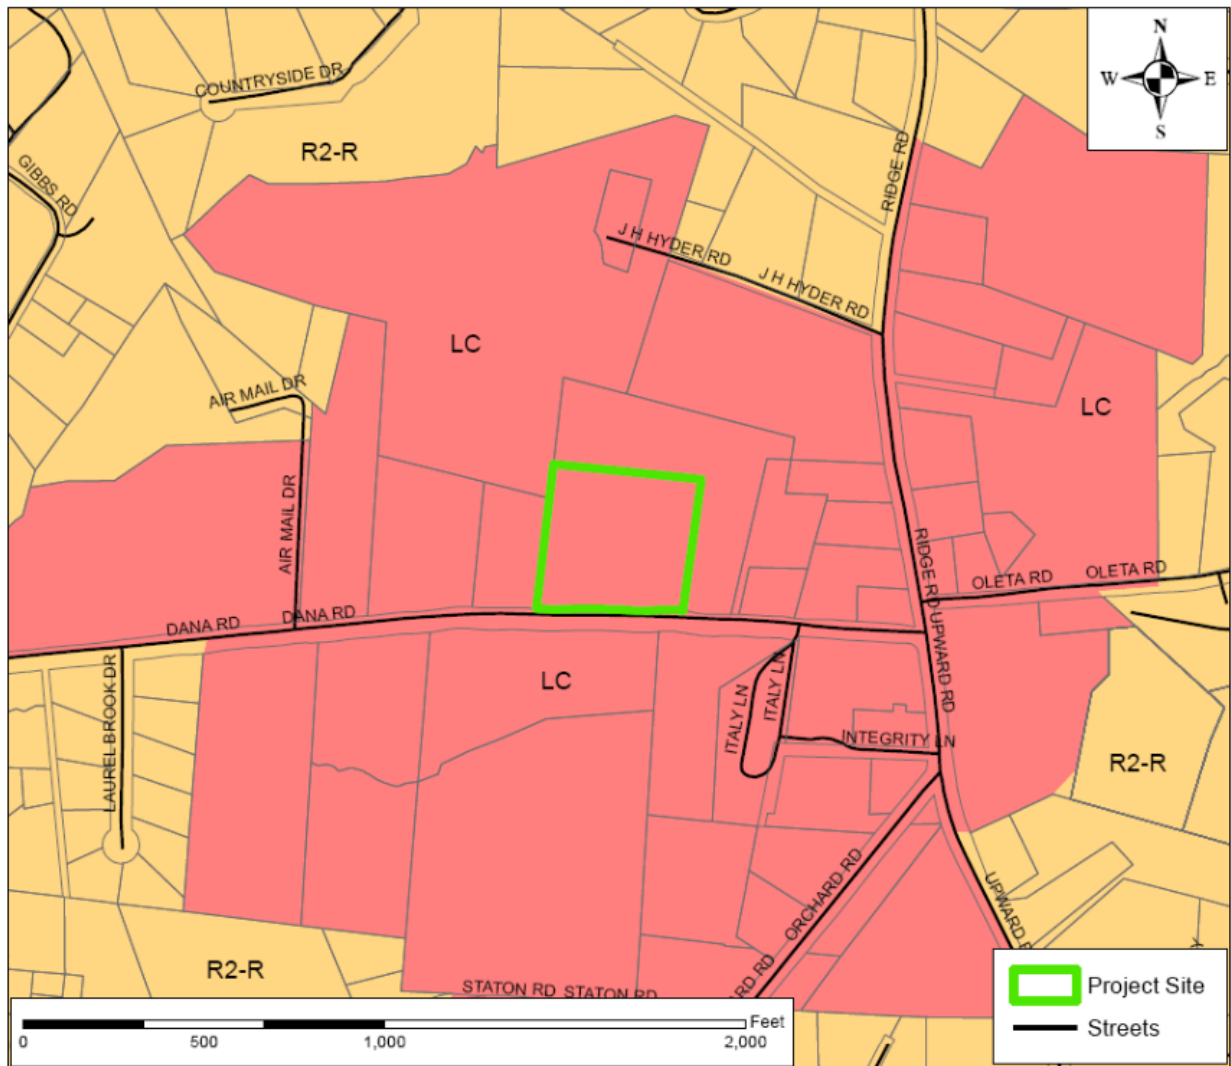 N
W E
S
COUNTRYSIDE DR
R2-R
GIBBS RD
RIDGE RD
J H HYDER RD
J H HYDER RD
LC
AIR MAIL DR
LC
AIR MAIL DR
RIDGE RD
OLETA RD
OLETA RD
DANA RD
DANA RD
UPWARD RD
LC
ITALY LN
ITALY LN
LAUREL BROOK DR
INTEGRITY LN
R2-R
ORCHARD RD
UPWARD R
R2-R
STATON RD
STATON RD
ARD RD
Y
Project Site
Streets
Feet
0 500 1,000 2,000